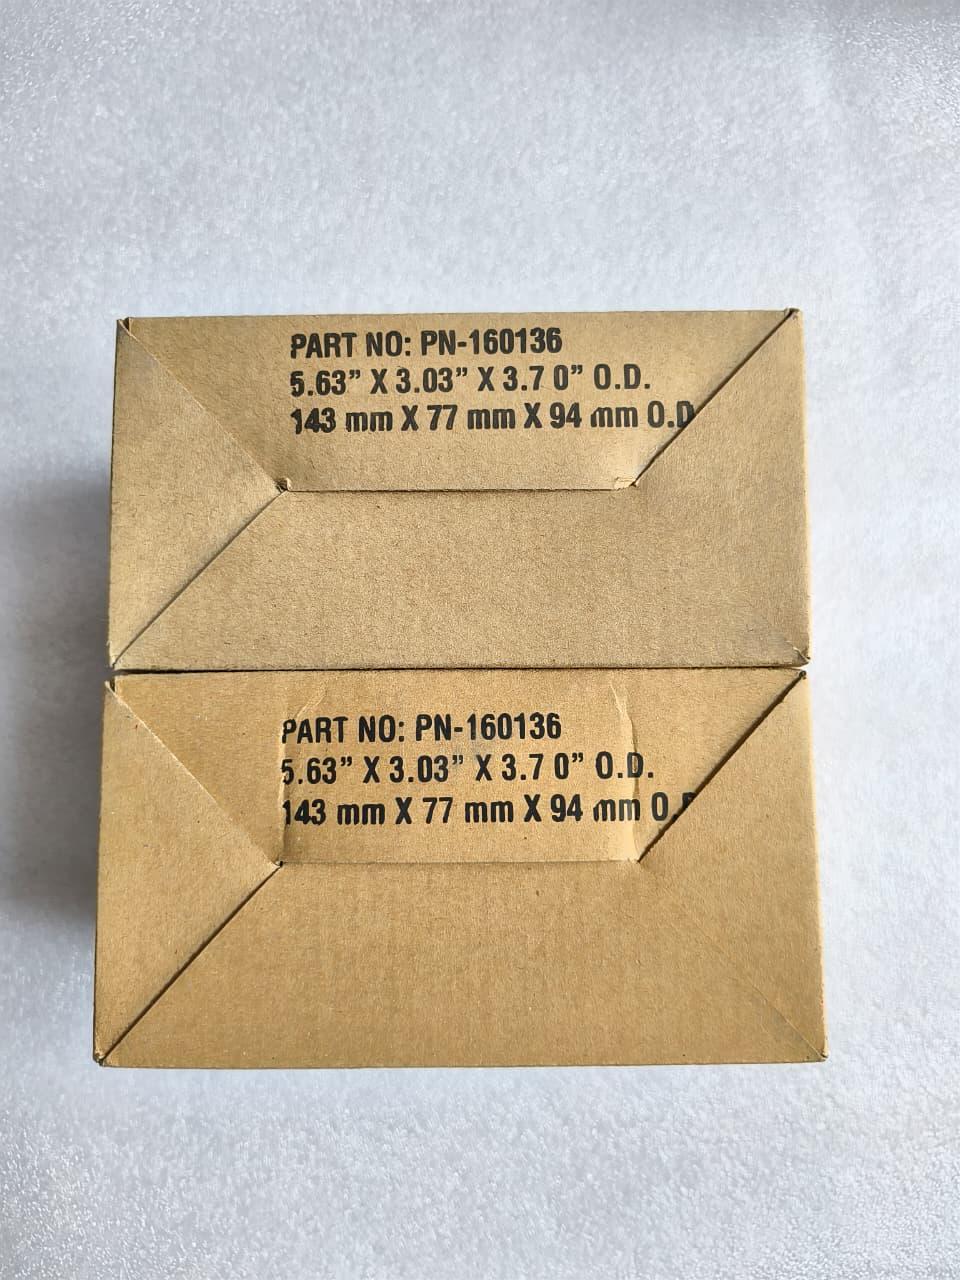 PART NO: PN-160136
5.63” X 3.03” X 3.7 0” O.D.
143 mm X 77 mm X 94 mm O.D
PART NO: PN-160136
5.63” X 3.03” X 3.7 0” O.D.
143 mm X 77 mm X 94 mm O.D